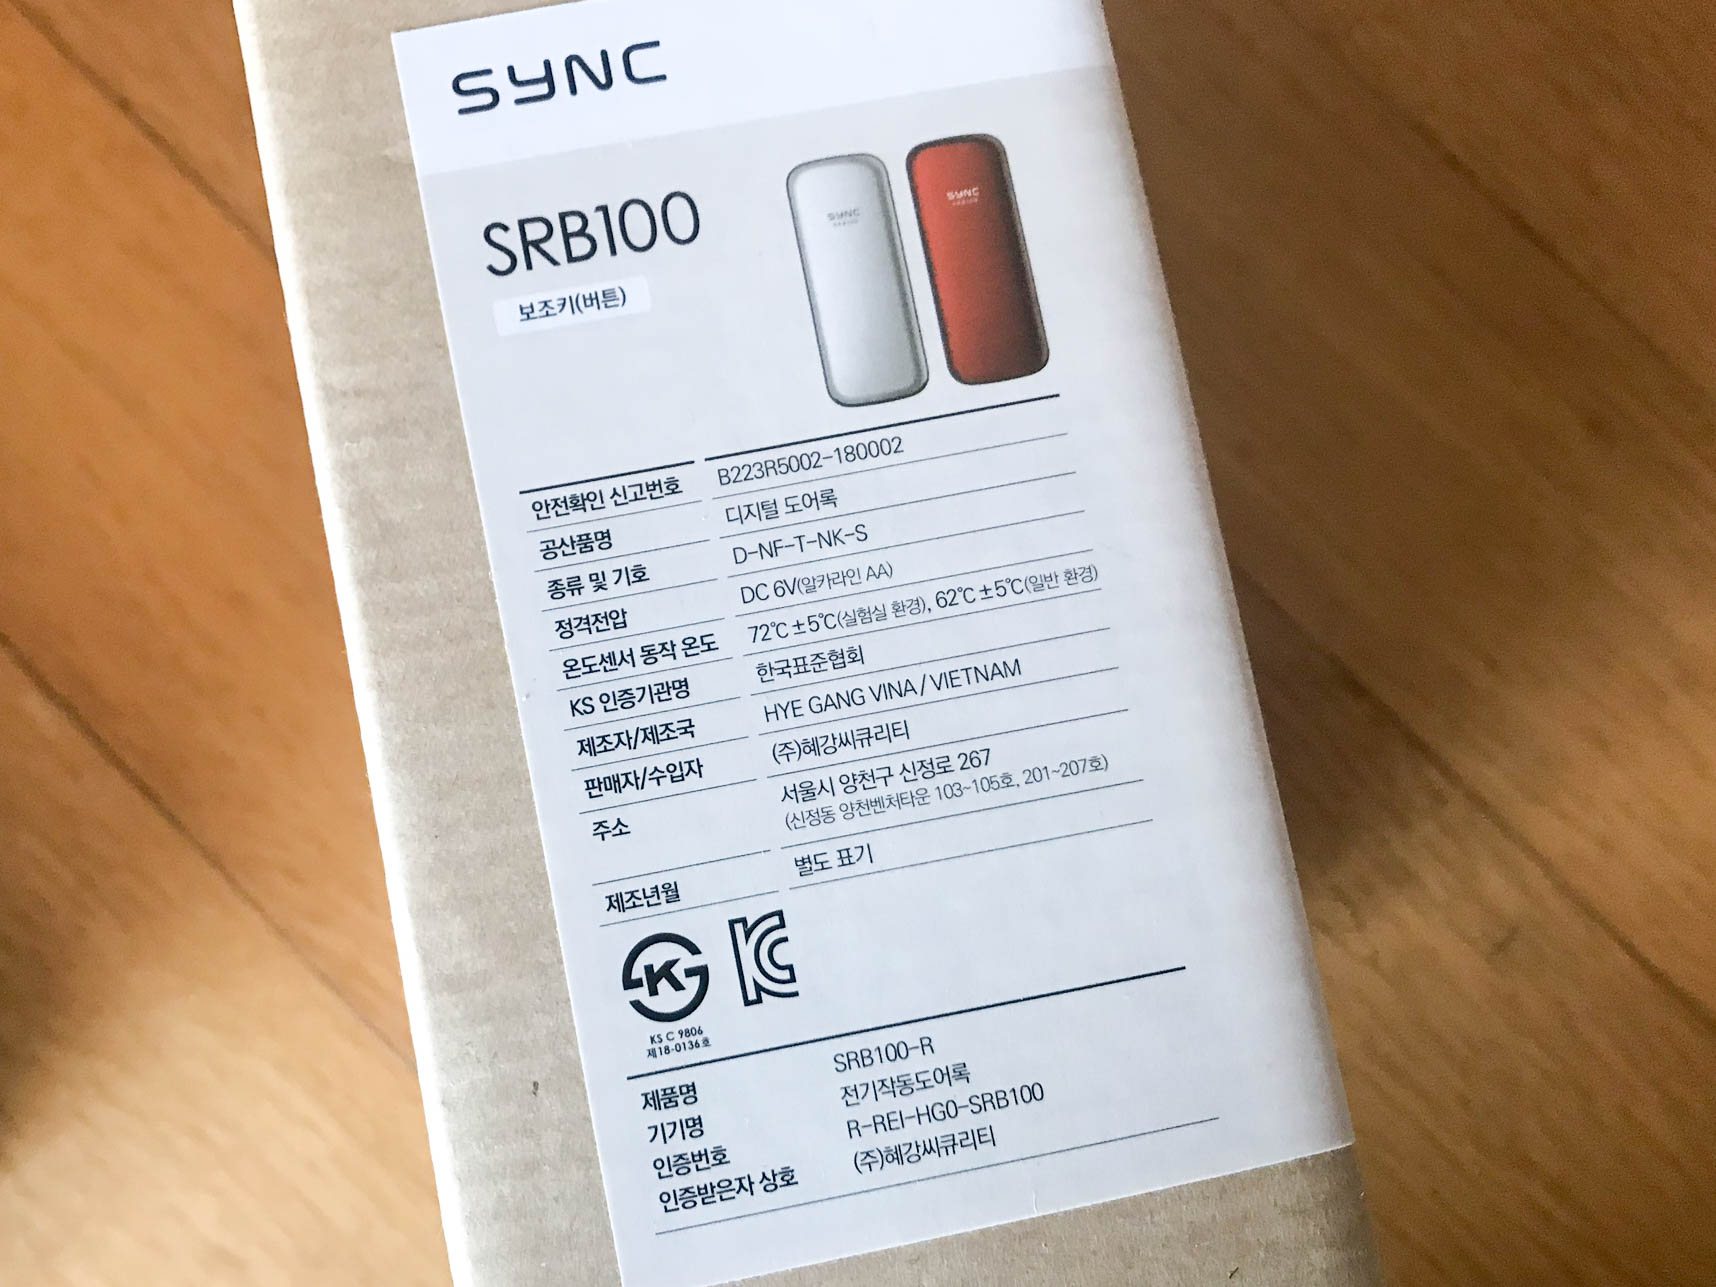 SYNC
SRB100
보조키(버튼)
SYNC
SYNC
안전확인 신고번호 B223R5002-180002
공산품명 디지털 도어록
종류 및 기호 D-NF-T-NK-S
정격전압 DC 6V(알카라인 AA)
온도센서 동작 온도 72℃±5℃(실험실 환경), 62℃±5℃(일반 환경)
KS 인증기관명 한국표준협회
제조자/제조국 HYE GANG VINA / VIETNAM
판매자/수입자 (주)혜강씨큐리티
주소 서울시 양천구 신정로 267
(신정동 양천벤처타운 103~105호, 201~207호)
제조년월 별도 표기
KS C 9806
제18-0136호
제품명 SRB100-R
기기명 전기작동도어록
인증번호 R-REI-HG0-SRB100
인증받은자 상호 (주)혜강씨큐리티